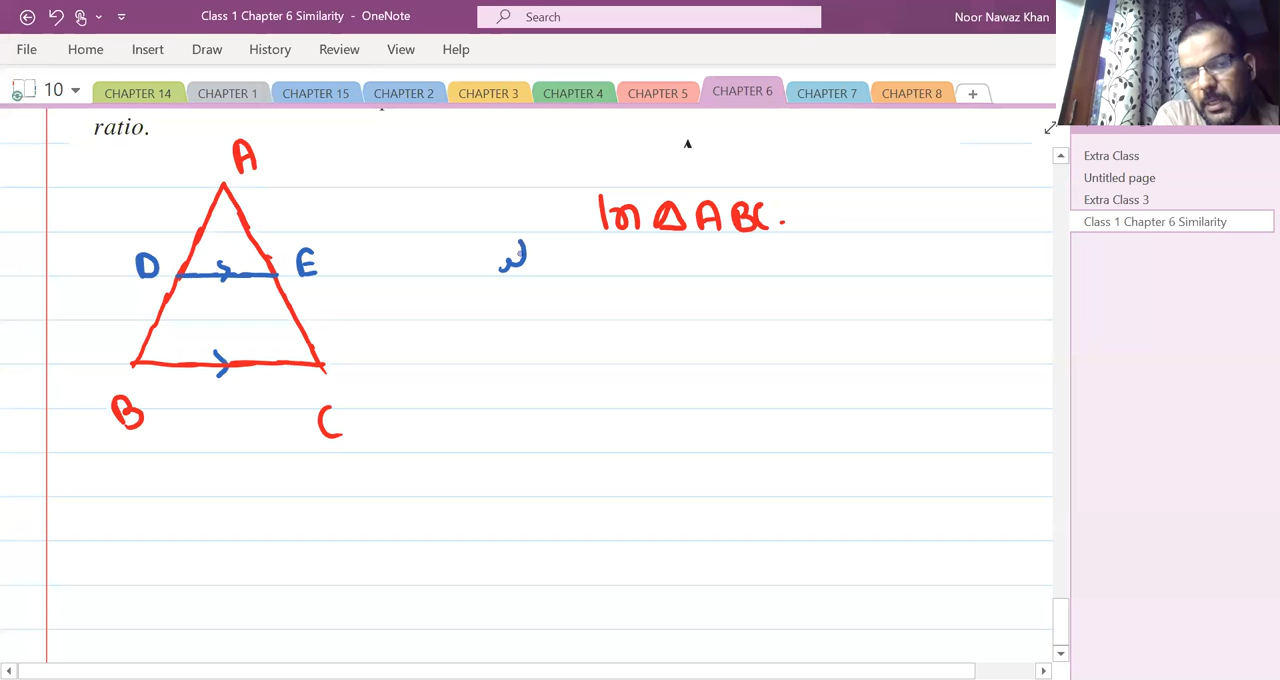 Class 1 Chapter 6 Similarity - OneNote
Search
Noor Nawaz Khan
File Home Insert Draw History Review View Help
10 CHAPTER 14 CHAPTER 1 CHAPTER 15 CHAPTER 2 CHAPTER 3 CHAPTER 4 CHAPTER 5 CHAPTER 6 CHAPTER 7 CHAPTER 8 +
ratio.
A
In Δ ABC.
D E
B C
Extra Class
Untitled page
Extra Class 3
Class 1 Chapter 6 Similarity